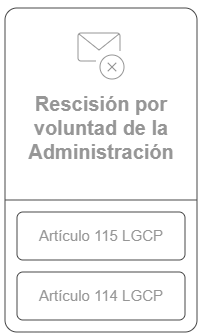 Rescisión por
voluntad de la
Administración
Artículo 115 LGCP
Artículo 114 LGCP